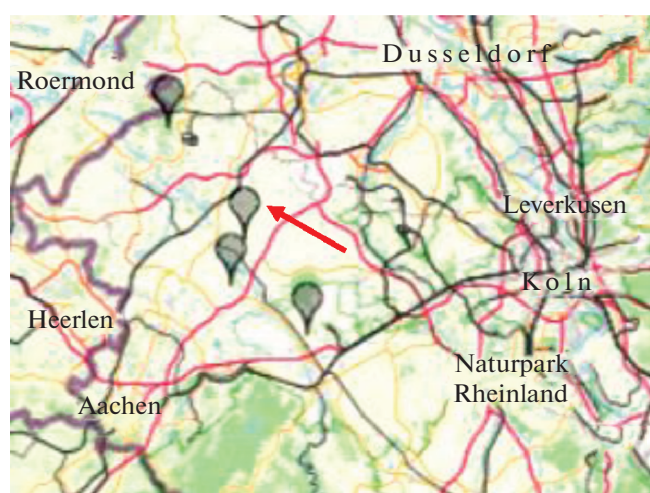 Dusseldorf
Roermond
Leverkusen
Koln
Heerlen
Naturpark
Rheinland
Aachen